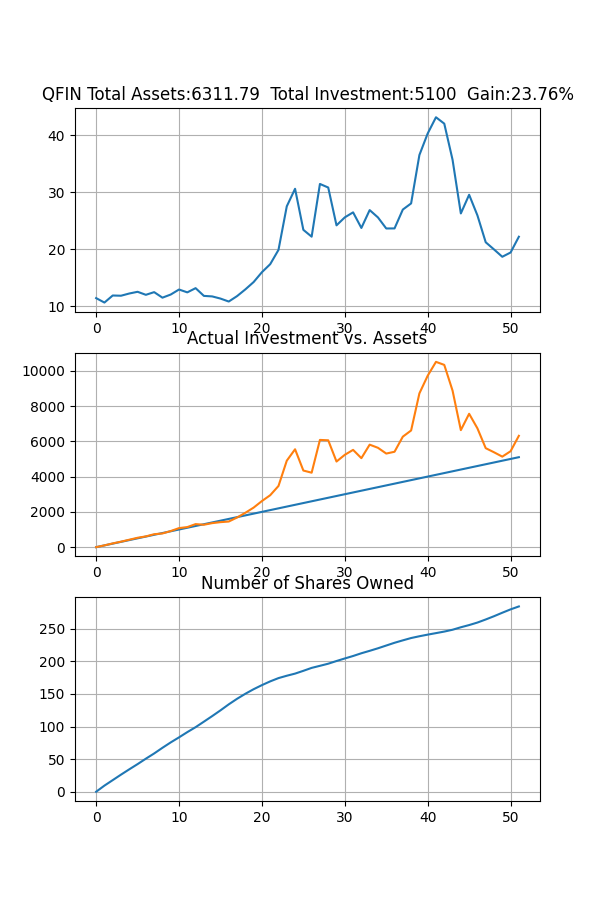 QFIN Total Assets:6311.79  Total Investment:5100  Gain:23.76%
40
30
20
10
0 10 20 30 40 50
Actual Investment vs. Assets
10000
8000
6000
4000
2000
0
0 10 20 30 40 50
Number of Shares Owned
250
200
150
100
50
0
0 10 20 30 40 50